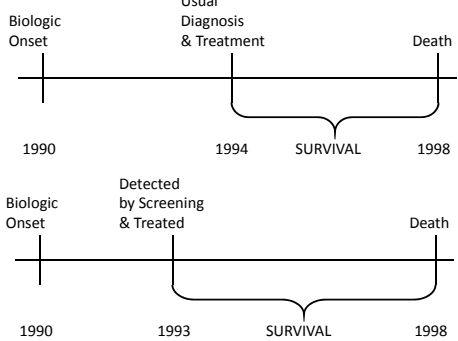 Usual
Biologic
Diagnosis
Onset
& Treatment
Death
1990
1994
SURVIVAL
1998
Detected
Biologic
by Screening
Onset
& Treated
Death
1990
1993
SURVIVAL
1998